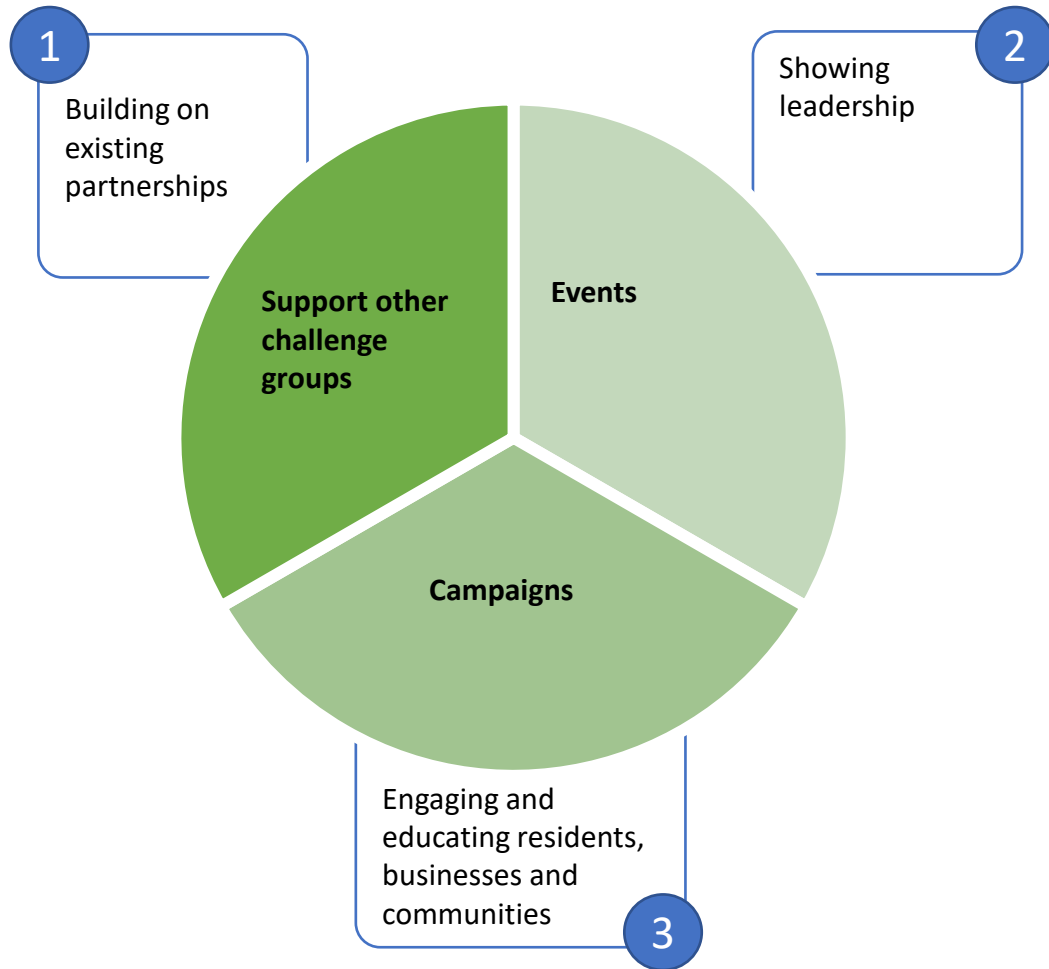 1
Building on
existing
partnerships
2
Showing
leadership
Support other
challenge
groups
Events
Campaigns
Engaging and
educating residents,
businesses and
communities
3